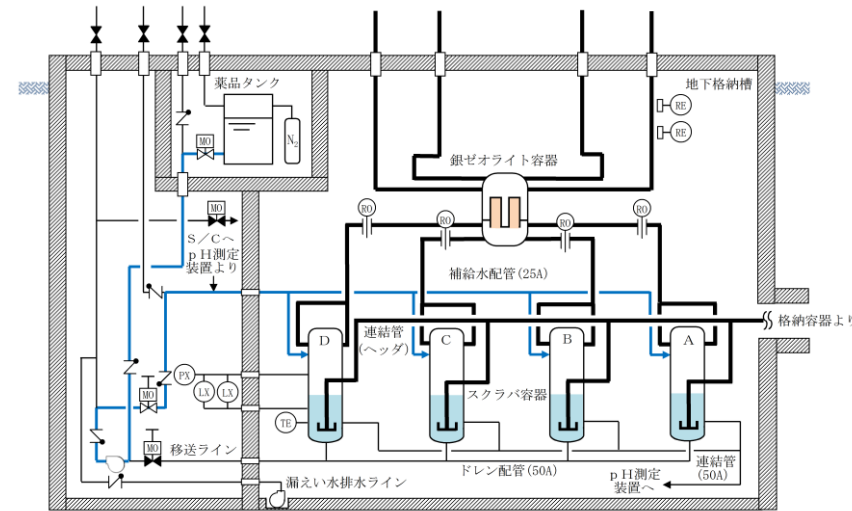 薬品タンク
地下格納槽
RE
RE
MO
N₂
銀ゼオライト容器
MO
RO
RO
RO
RO
S/Cへ
pH測定
装置より
補給水配管(25A)
格納容器より
連結管
(ヘッダ)
D
C
B
A
PX
LX
LX
MO
スクラバ容器
TE
MO
移送ライン
ドレン配管(50A)
連結管
(50A)
pH測定
装置へ
漏えい水排水ライン